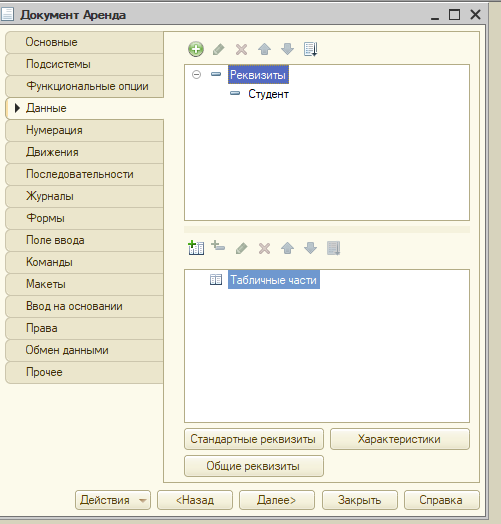 Документ Аренда
Основные
Подсистемы
Функциональные опции
Данные
Нумерация
Движения
Последовательности
Журналы
Формы
Поле ввода
Команды
Макеты
Ввод на основании
Права
Обмен данными
Прочее
Реквизиты
Студент
Табличные части
Стандартные реквизиты
Характеристики
Общие реквизиты
Действия
<Назад
Далее>
Закрыть
Справка